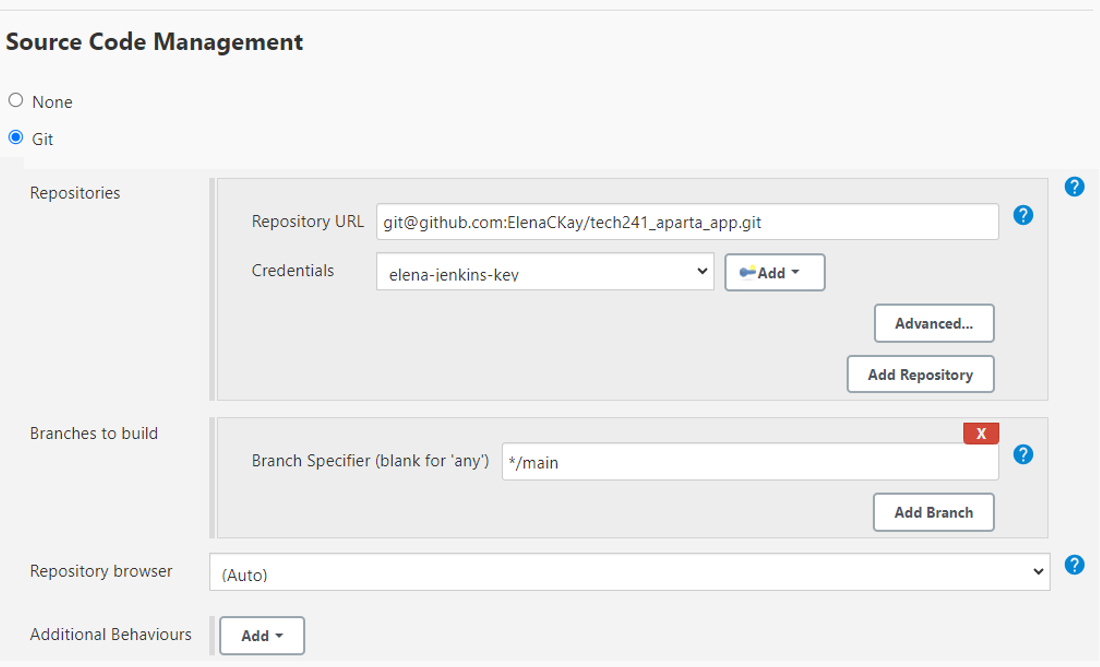 Source Code Management
None
Git
Repositories
?
Repository URL git@github.com:ElenaCKay/tech241_aparta_app.git ?
Credentials elena-jenkins-key Add
Advanced...
Add Repository
Branches to build
X
Branch Specifier (blank for 'any') */main ?
Add Branch
Repository browser (Auto) ?
Additional Behaviours Add